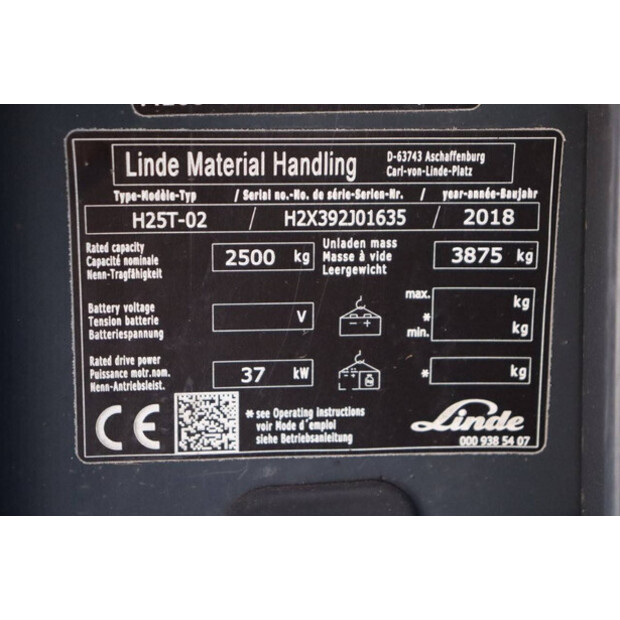 Linde Material Handling
D-63743 Aschaffenburg
Carl-von-Linde-Platz
Type-Modèle-Typ / Serial no.-No. de série-Serien-Nr. / year-année-Baujahr
H25T-02 / H2X392J01635 / 2018
Rated capacity
Capacité nominale
Nenn-Tragfähigkeit
2500 kg
Unladen mass
Masse à vide
Leergewicht
3875 kg
Battery voltage
Tension batterie
Batteriespannung
V
- +
max. kg
*
min. kg
Rated drive power
Puissance motr.nom.
Nenn-Antriebsleist.
37 kW
* kg
CE
* see Operating instructions
voir Mode d'emploi
siehe Betriebsanleitung
Linde
000 938 54 07